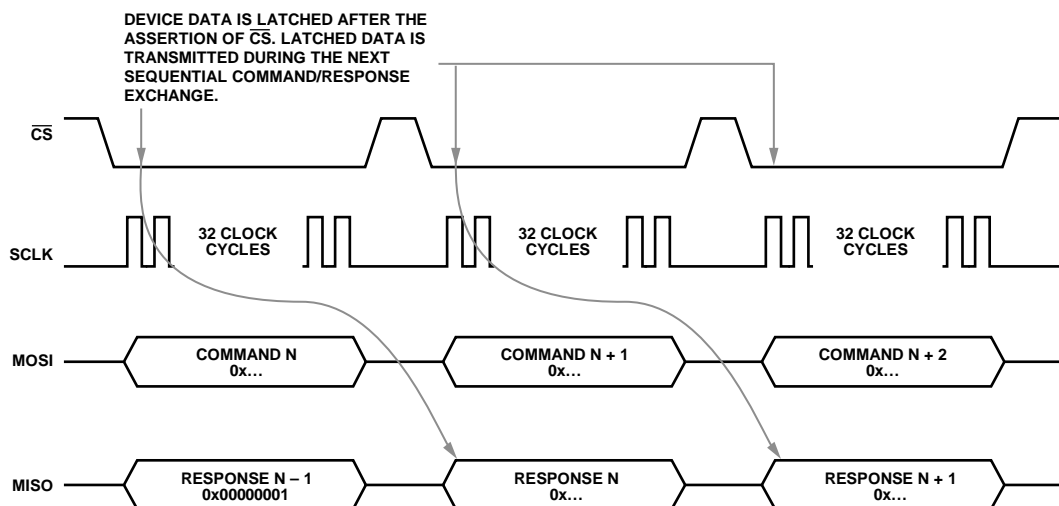 DEVICE DATA IS LATCHED AFTER THE
ASSERTION OF CS. LATCHED DATA IS
TRANSMITTED DURING THE NEXT
SEQUENTIAL COMMAND/RESPONSE
EXCHANGE.
CS
SCLK
32 CLOCK
CYCLES
32 CLOCK
CYCLES
32 CLOCK
CYCLES
MOSI
COMMAND N
0x…
COMMAND N + 1
0x…
COMMAND N + 2
0x…
MISO
RESPONSE N – 1
0x00000001
RESPONSE N
0x…
RESPONSE N + 1
0x…